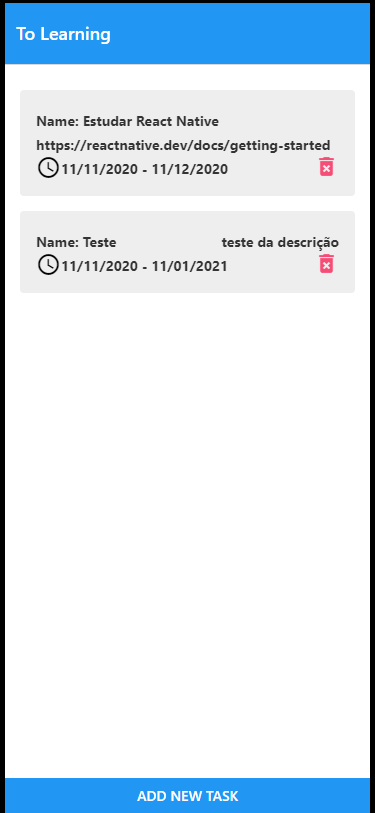 To Learning
Name: Estudar React Native
https://reactnative.dev/docs/getting-started
11/11/2020 - 11/12/2020
Name: Teste teste da descrição
11/11/2020 - 11/01/2021
ADD NEW TASK